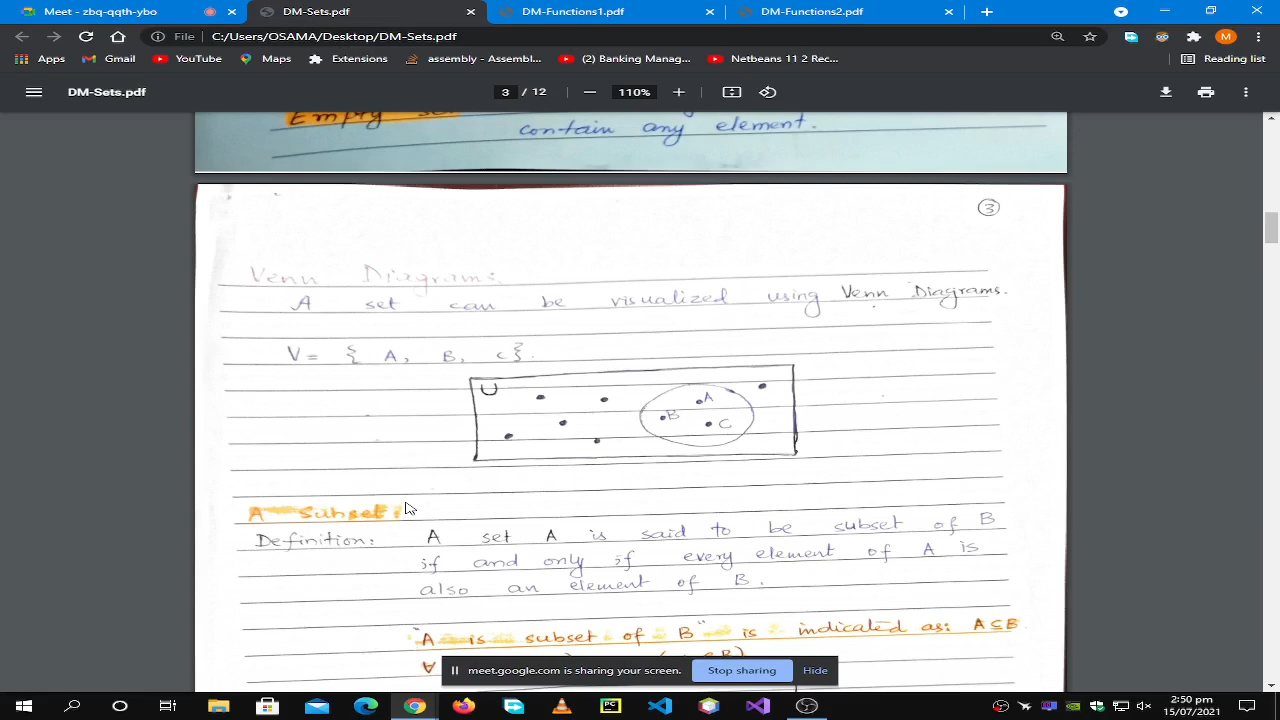 Meet - zbq-qqth-ybo
DM-Sets.pdf
DM-Functions1.pdf
DM-Functions2.pdf
File
C:/Users/OSAMA/Desktop/DM-Sets.pdf
M
Apps
Gmail
YouTube
Maps
Extensions
assembly - Assembl...
(2) Banking Manag...
Netbeans 11 2 Rec...
Reading list
DM-Sets.pdf
3 / 12
110%
Empty
contain any element.
3
Venn Diagrams:
A set can be visualized using Venn Diagrams.
V = { A, B, C}.
U
A
B
C
A Subset:
Definition: A set A is said to be subset of B
if and only if every element of A is
also an element of B.
"A is subset of B" is indicated as: A⊆B
∀
meet.google.com is sharing your screen.
Stop sharing
Hide
2:50 pm
15/07/2021